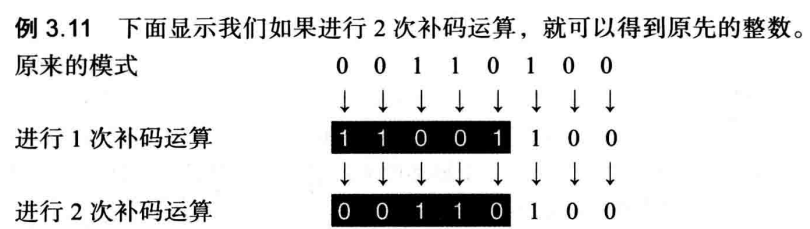 例 3.11 下面显示我们如果进行 2 次补码运算，就可以得到原先的整数。
原来的模式 0 0 1 1 0 1 0 0
↓ ↓ ↓ ↓ ↓ ↓ ↓ ↓
进行 1 次补码运算 1 1 0 0 1 1 0 0
↓ ↓ ↓ ↓ ↓ ↓ ↓ ↓
进行 2 次补码运算 0 0 1 1 0 1 0 0